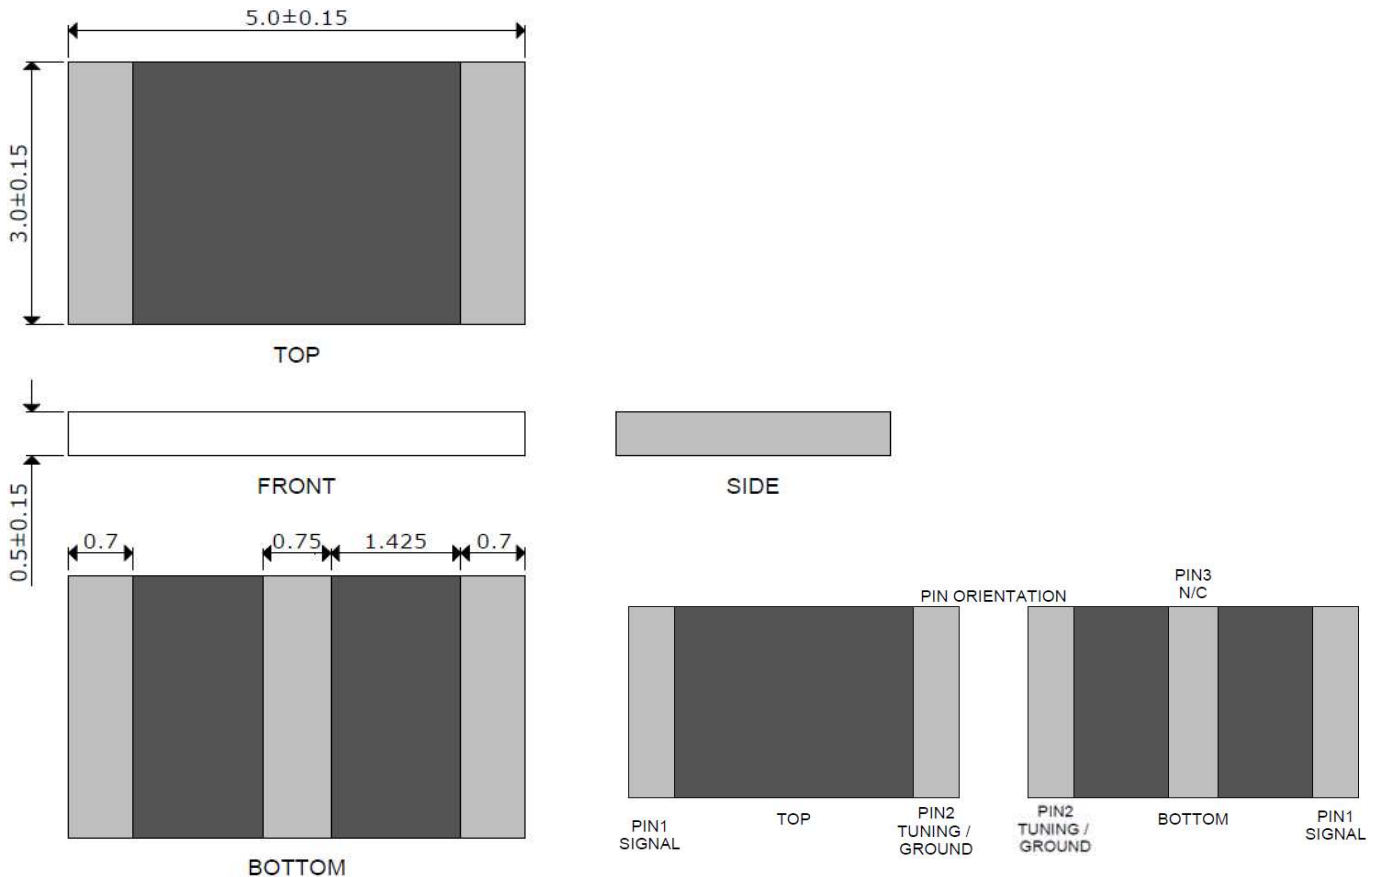 5.0±0.15
3.0±0.15
TOP
FRONT
SIDE
0.5±0.15
0.7
0.75
1.425
0.7
BOTTOM
PIN ORIENTATION
PIN3
N/C
PIN1
SIGNAL
TOP
PIN2
TUNING /
GROUND
PIN2
TUNING /
GROUND
BOTTOM
PIN1
SIGNAL